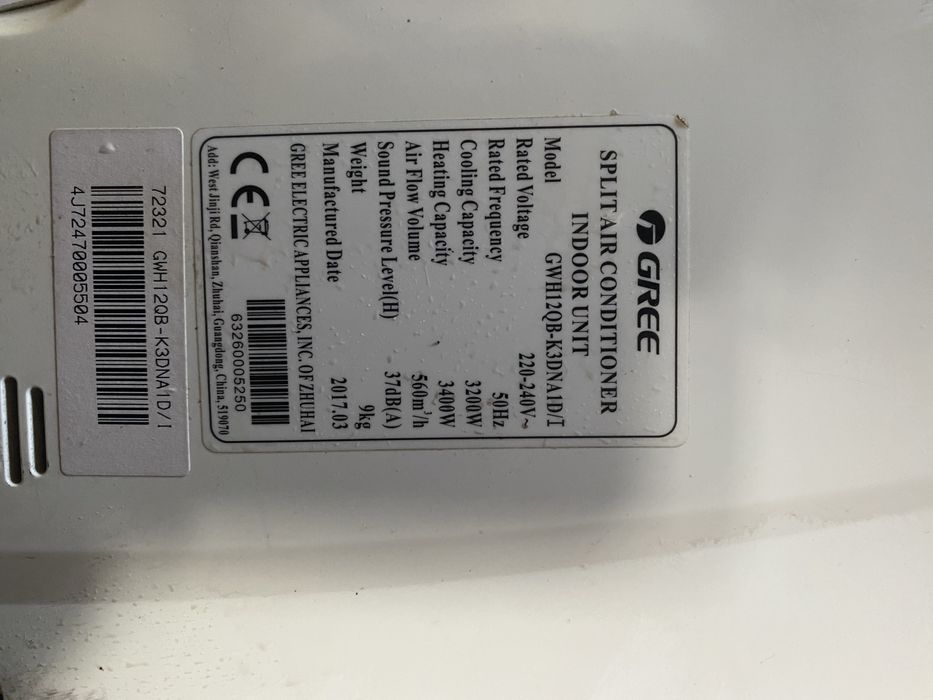 GREE
SPLIT AIR CONDITIONER
INDOOR UNIT
Model GWH12QB-K3DNA1D/I
Rated Voltage 220-240V~
Rated Frequency 50Hz
Cooling Capacity 3200W
Heating Capacity 3400W
Air Flow Volume 560m³/h
Sound Pressure Level(H) 37dB(A)
Weight 9kg
Manufactured Date 2017.03
GREE ELECTRIC APPLIANCES, INC. OF ZHUHAI
CE
63260005250
Add: West Jinji Rd, Qianshan, Zhuhai, Guangdong, China, 519070
72321 GWH12QB-K3DNA1D/I
4J72470005504